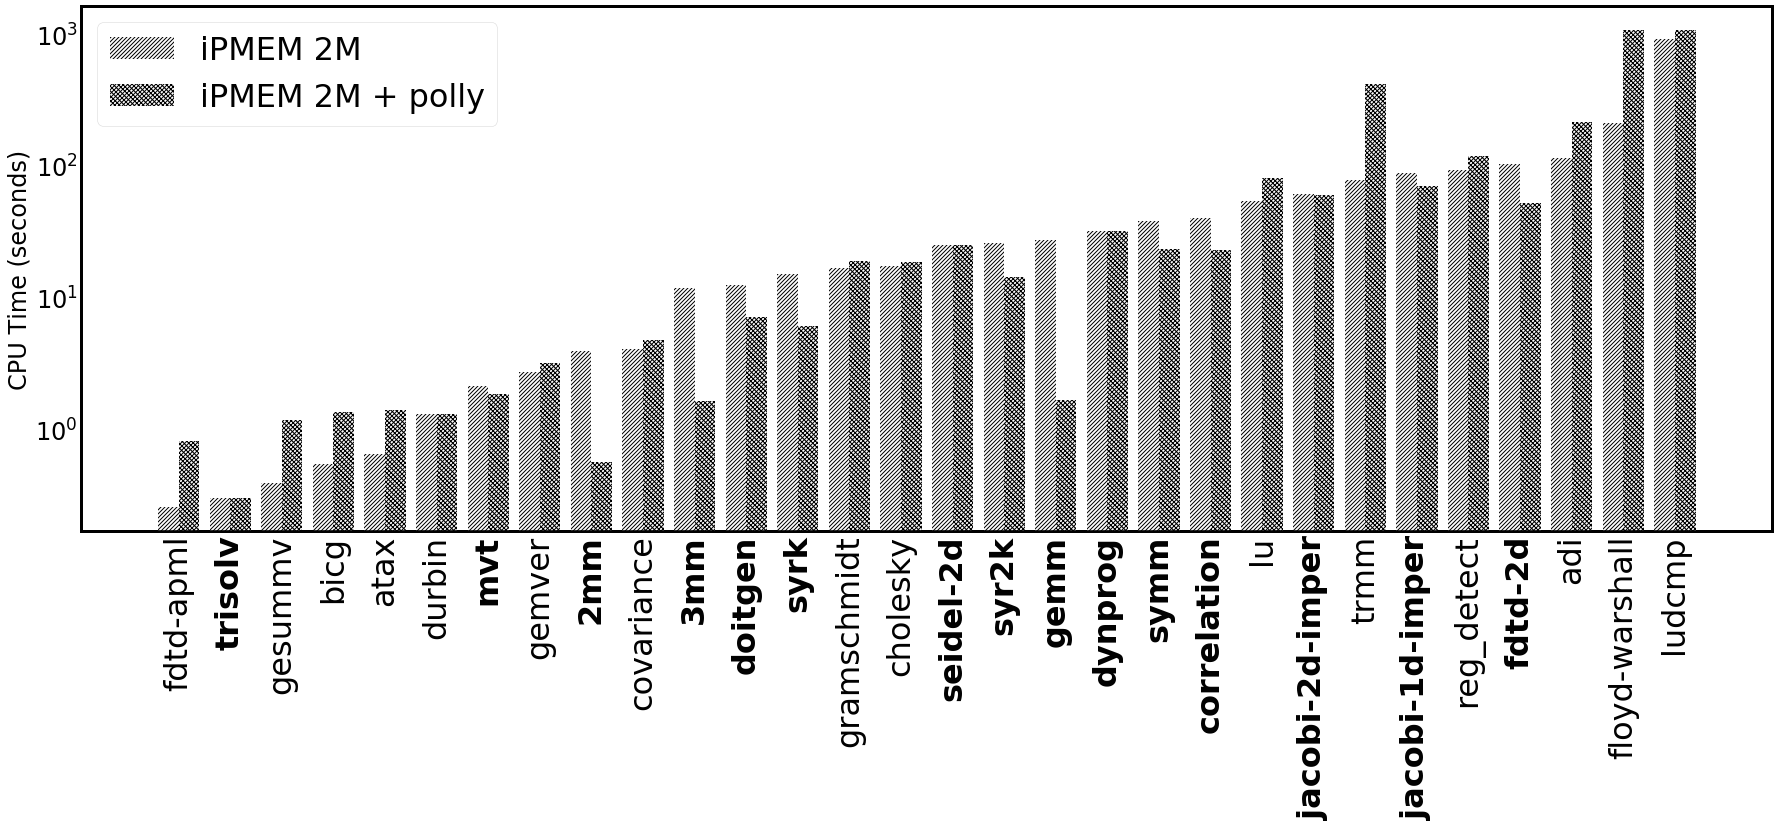 iPMEM 2M
iPMEM 2M + polly
CPU Time (seconds)
10³
10²
10¹
10⁰
fdtd-apml
trisolv
gesummv
bicg
atax
durbin
mvt
gemver
2mm
covariance
3mm
doitgen
syrk
gramschmidt
cholesky
seidel-2d
syr2k
gemm
dynprog
symm
correlation
lu
jacobi-2d-imper
trmm
jacobi-1d-imper
reg_detect
fdtd-2d
adi
floyd-warshall
ludcmp